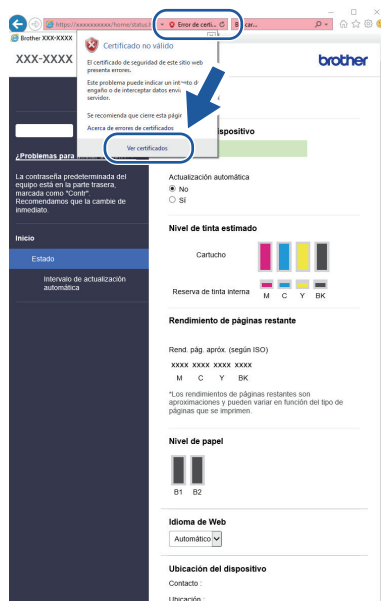 https://xxxxxxxxxxxx/home/status.h
Error de certi...
Brother XXX-XXXX
XXX-XXXX
brother
Certificado no
válido
El certificado de seguridad de este sitio web
presenta errores.
Este problema puede indicar un intento de
engaño o de interceptar datos
servidor.
Se recomienda que cierre esta
Acerca de errores de certificados
Ver certificados
¿Problemas para
La contraseña predeterminada del
equipo está en la parte trasera,
marcada como "Contr".
Recomendamos que la cambie de
inmediato.
Inicio
Estado
Intervalo de actualización
automática
Actualización automática
No
Sí
Nivel de tinta estimado
Cartucho
Reserva de tinta interna
M C Y BK
Rendimiento de páginas restante
Rend. pág. apróx. (según ISO)
xxxx xxxx xxxx xxxx
M C Y BK
*Los rendimientos de páginas restantes son
aproximaciones y pueden variar en función del tipo de
páginas que se imprimen.
Nivel de papel
B1 B2
Idioma de Web
Automático
Ubicación del dispositivo
Contacto :
Ubicación :